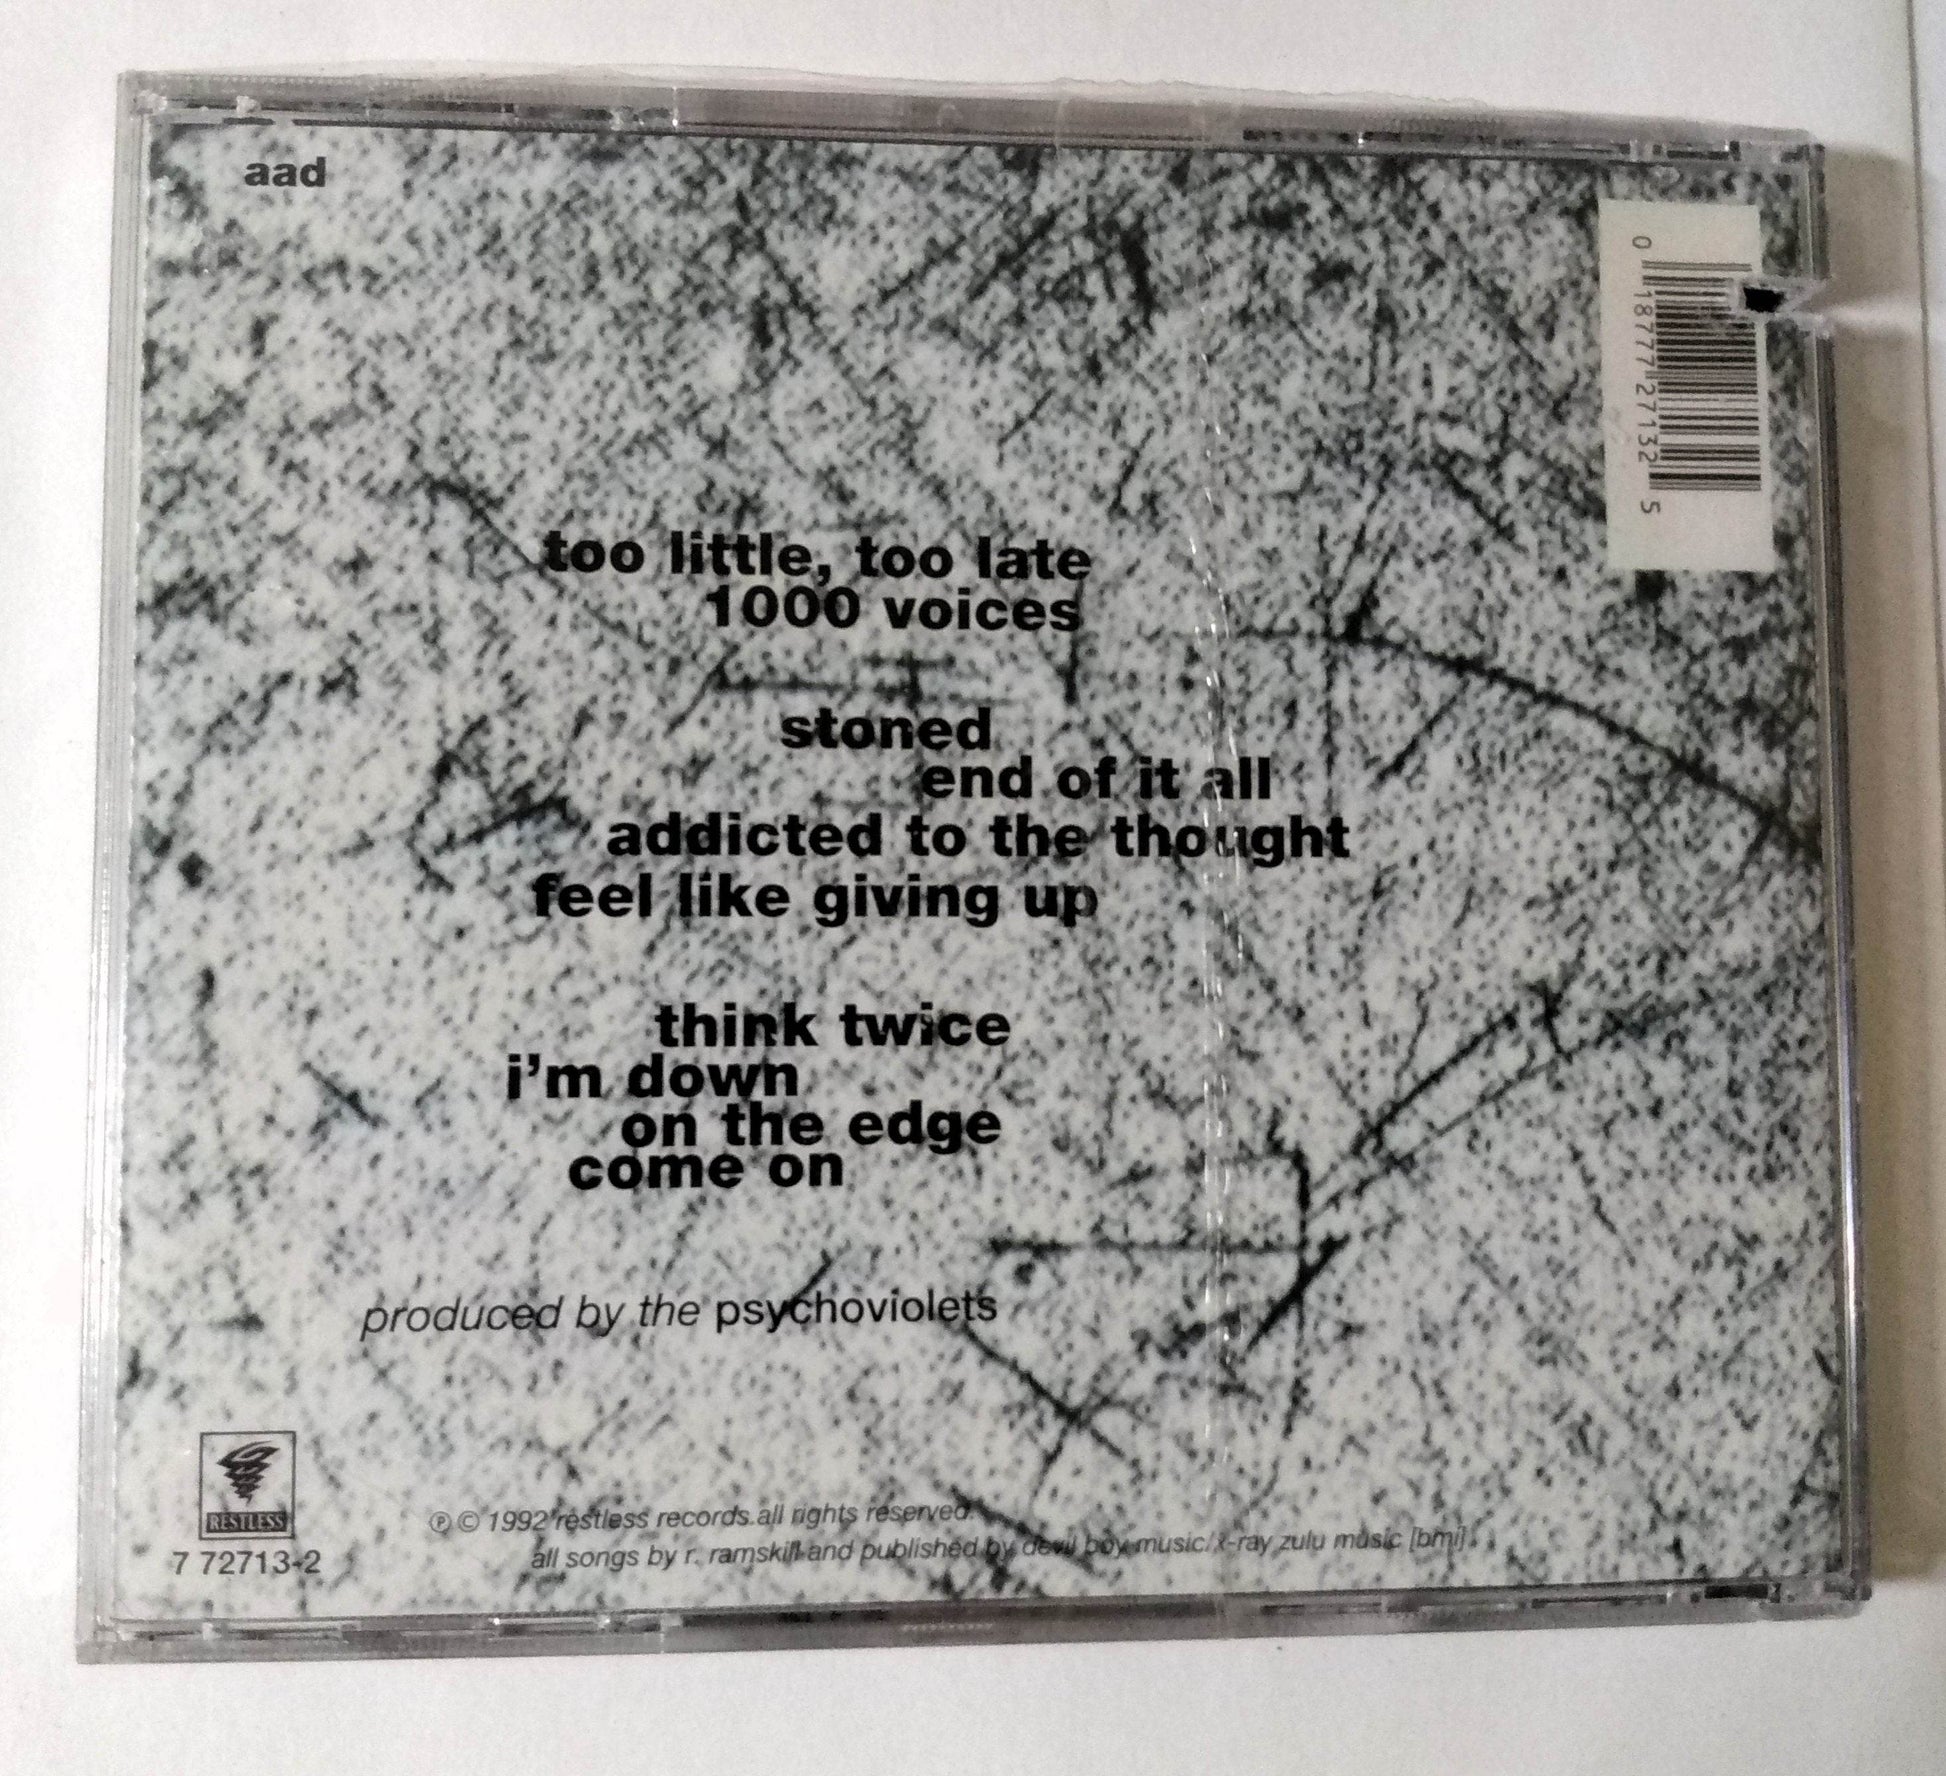 aad
0 18777 27132 5
too little, too late
1000 voices
stoned
end of it all
addicted to the thought
feel like giving up
think twice
i'm down
on the edge
come on
produced by the psychoviolets
RESTLESS
7 72713-2
℗ © 1992 restless records. all rights reserved.
all songs by r. ramskill and published by devil boy music/x-ray zulu music [bmi].